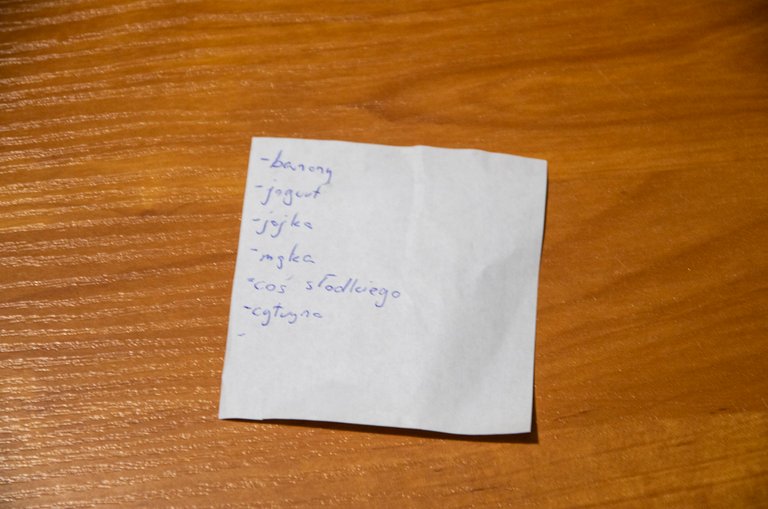 -banany
-jogurt
-jajka
-mąka
-coś słodkiego
-cytryna
-